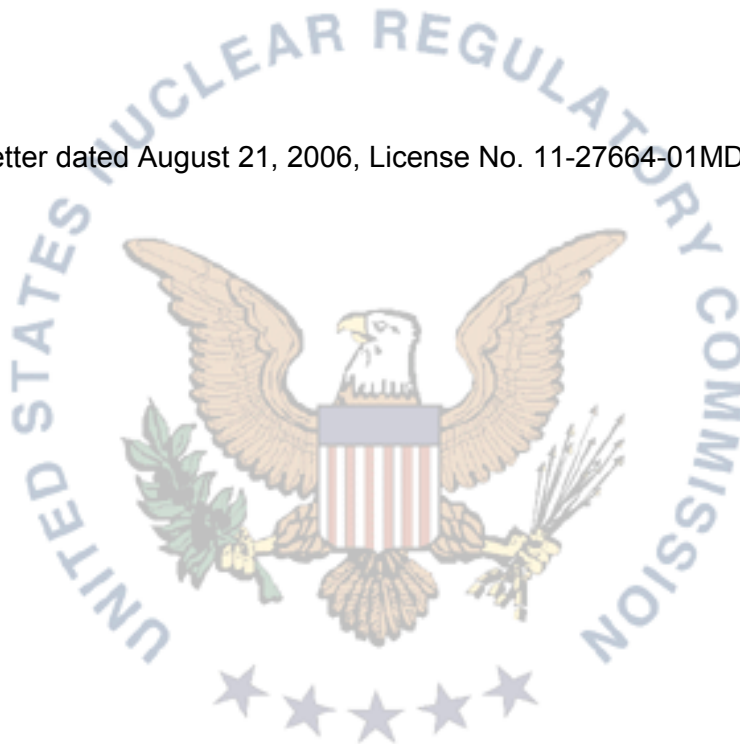 UNITED STATES NUCLEAR REGULATORY COMMISSION
etter dated August 21, 2006, License No. 11-27664-01MD